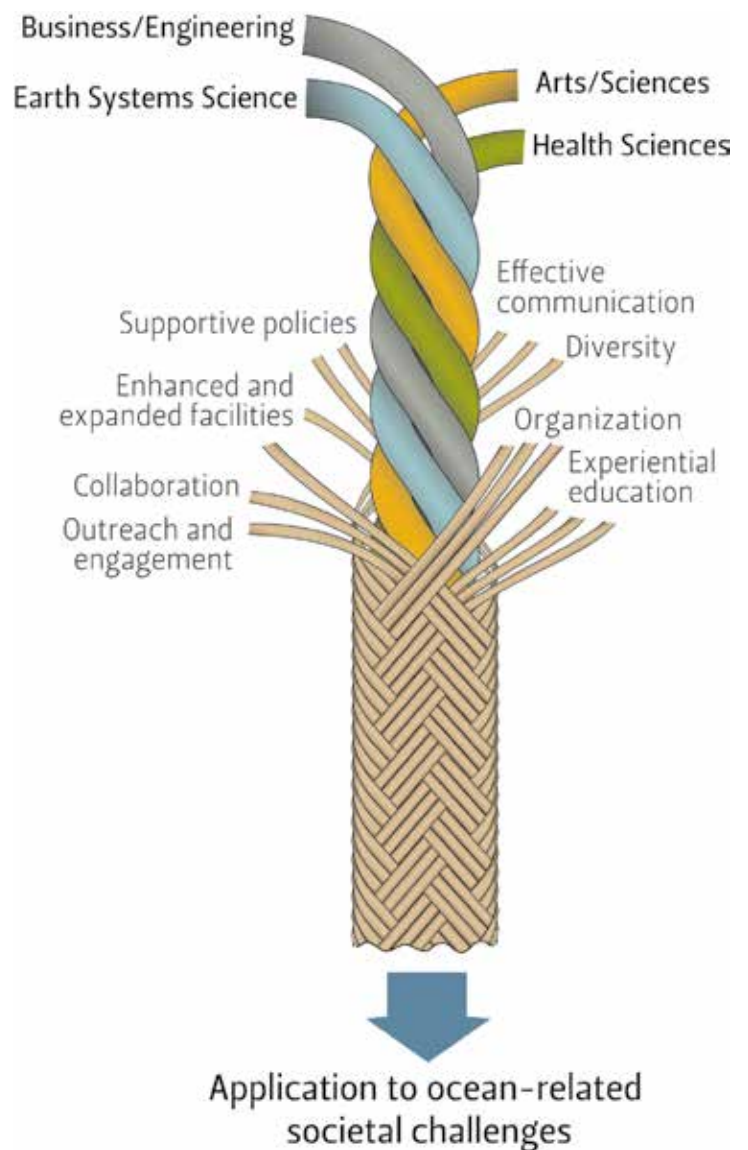 Business/Engineering
Arts/Sciences
Earth Systems Science
Health Sciences
Effective
communication
Supportive policies
Diversity
Enhanced and
expanded facilities
Organization
Experiential
education
Collaboration
Outreach and
engagement
Application to ocean-related
societal challenges